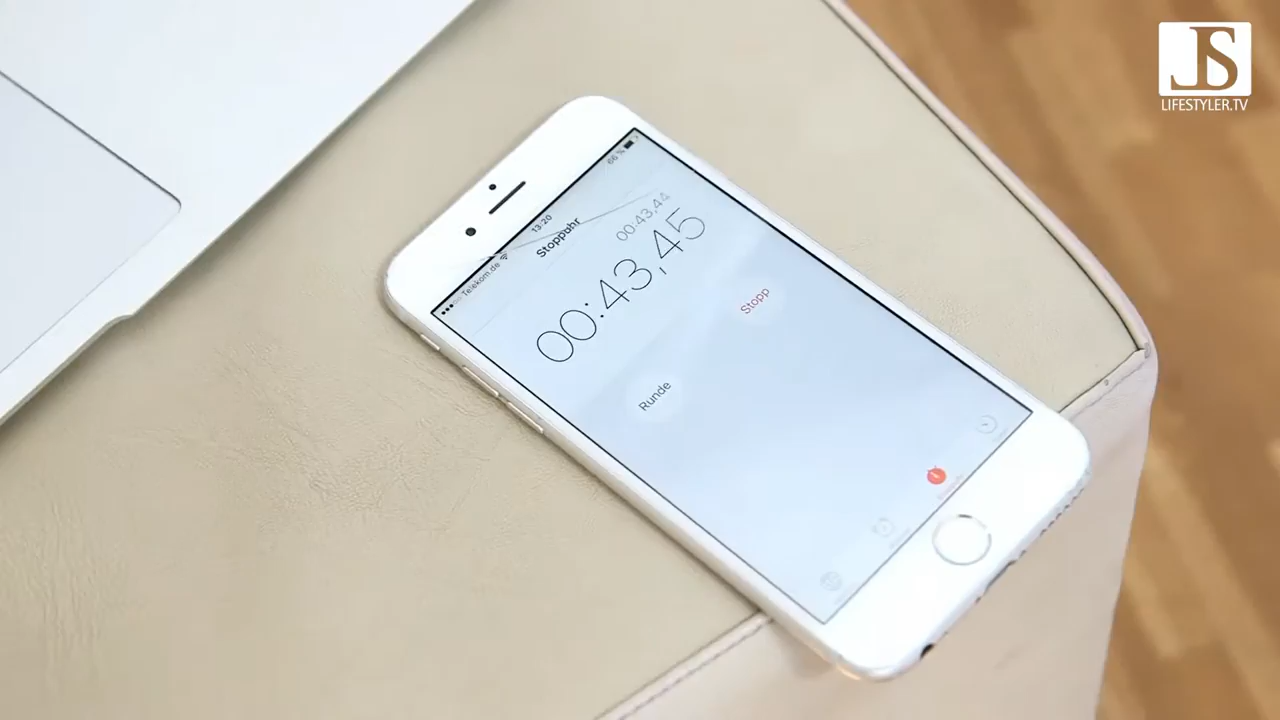 JS
LIFESTYLER.TV
Telekom.de
13:20
66 %
Stoppuhr
00:43,44
00:43,45
Runde
Stopp